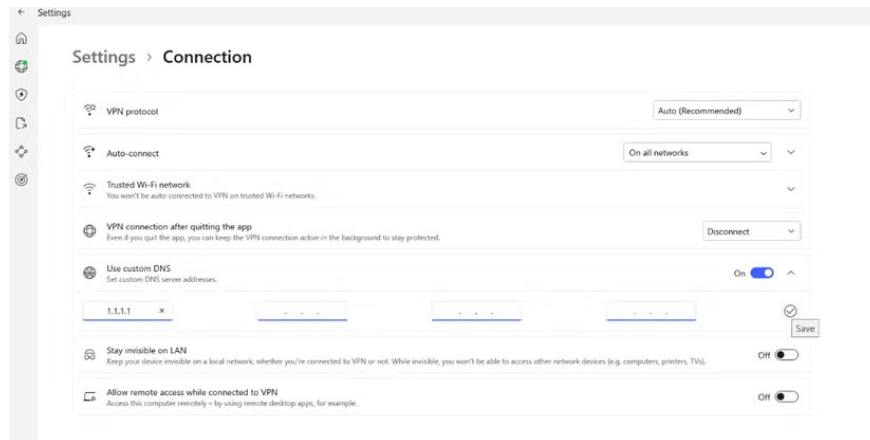 Settings
Settings > Connection
VPN protocol
Auto (Recommended)
Auto-connect
On all networks
Trusted Wi-Fi network
You won't be auto-connected to VPN on trusted Wi-Fi networks.
VPN connection after quitting the app
Even if you quit the app, you can keep the VPN connection active in the background to stay protected.
Disconnect
Use custom DNS
Set custom DNS server addresses.
On
1.1.1.1
Save
Stay invisible on LAN
Keep your device invisible on a local network, whether you're connected to VPN or not. While invisible, you won't be able to access other network devices (e.g. computers, printers, TVs).
Off
Allow remote access while connected to VPN
Access this computer remotely – by using remote desktop apps, for example.
Off